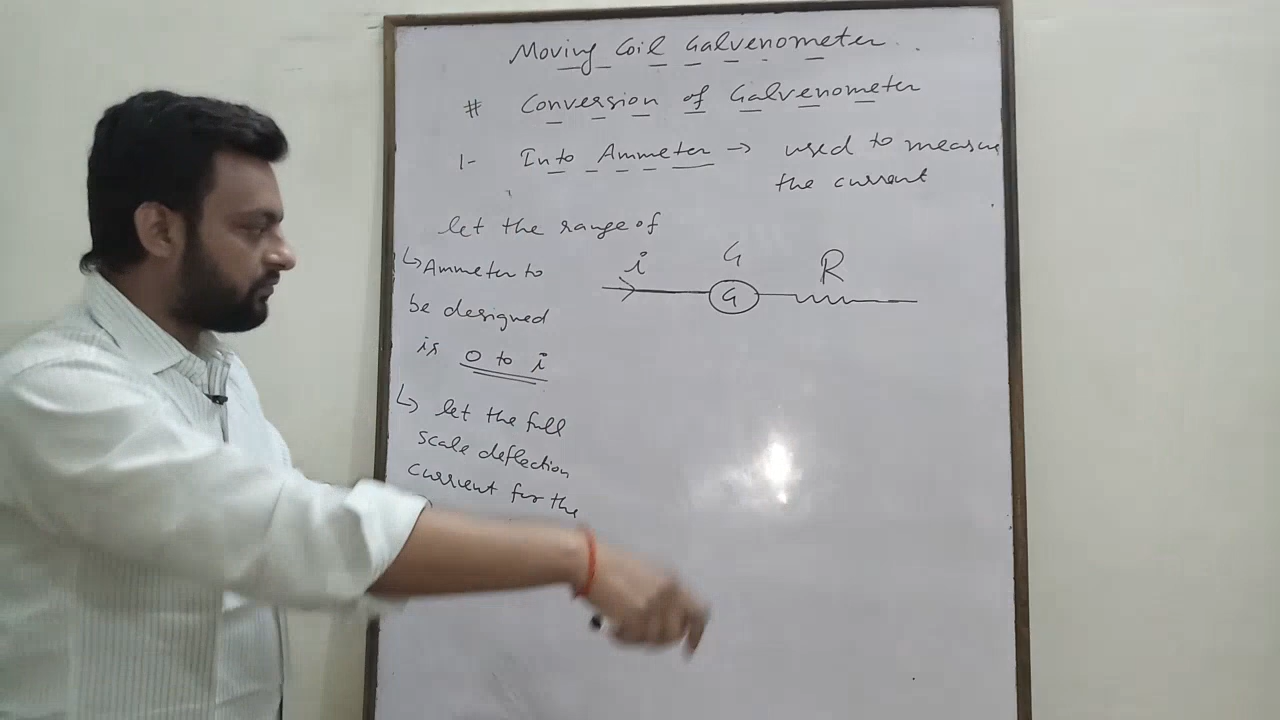 Moving Coil Galvenometer
# Conversion of Galvenometer
1- Into Ammeter → used to measure
the current
let the range of
↳ Ammeter to
be designed
is 0 to i
i G R
G
↳ let the full
scale deflection
current for the